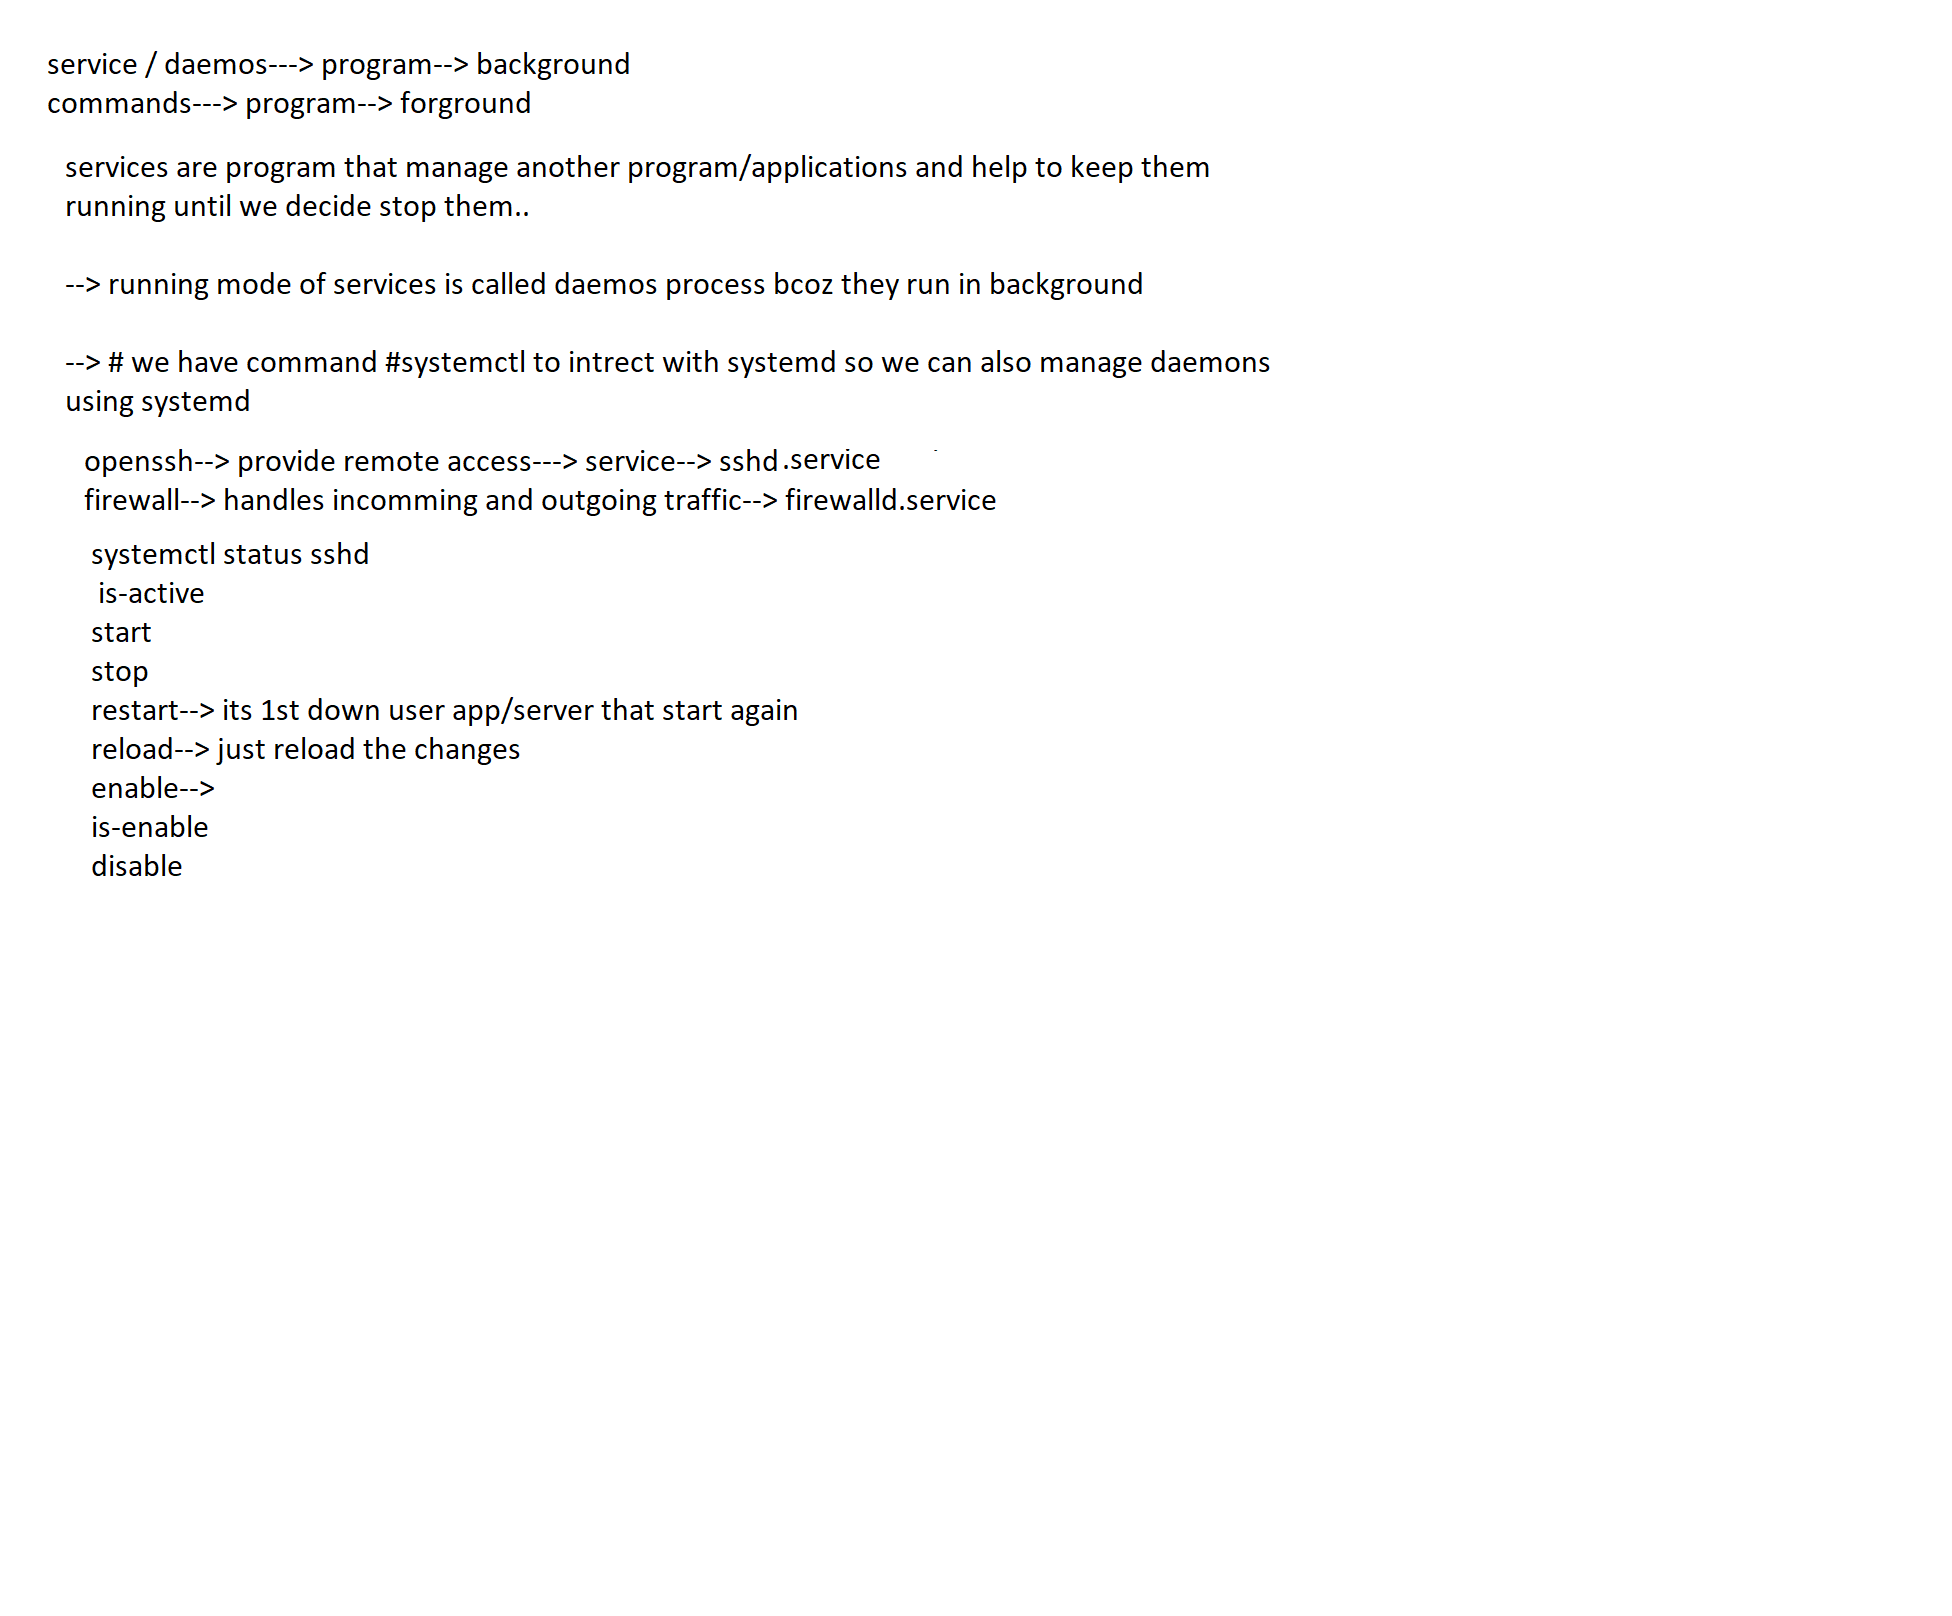 service / daemos---> program--> background
commands---> program--> forground
services are program that manage another program/applications and help to keep them
running until we decide stop them..
--> running mode of services is called daemos process bcoz they run in background
--> # we have command #systemctl to intrect with systemd so we can also manage daemons
using systemd
openssh--> provide remote access---> service--> sshd.service
firewall--> handles incomming and outgoing traffic--> firewalld.service
systemctl status sshd
is-active
start
stop
restart--> its 1st down user app/server that start again
reload--> just reload the changes
enable-->
is-enable
disable